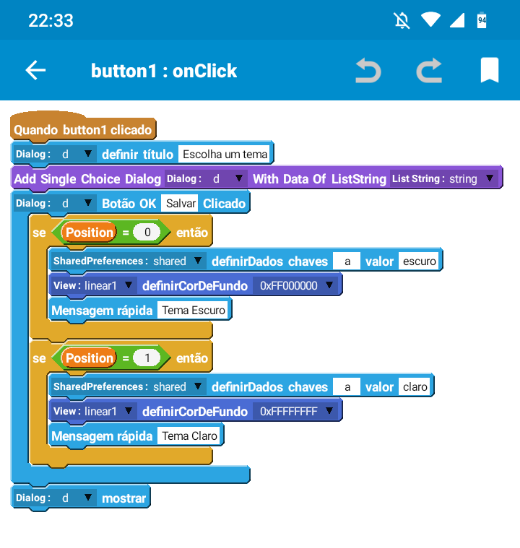 22:33
94
button1 : onClick
Quando button1 clicado
Dialog: d definir título Escolha um tema
Add Single Choice Dialog Dialog: d With Data Of ListString List String: string
Dialog: d Botão OK Salvar Clicado
se Position = 0 então
SharedPreferences: shared definirDados chaves a valor escuro
View: linear1 definirCorDeFundo 0xFF000000
Mensagem rápida Tema Escuro
se Position = 1 então
SharedPreferences: shared definirDados chaves a valor claro
View: linear1 definirCorDeFundo 0xFFFFFFFF
Mensagem rápida Tema Claro
Dialog: d mostrar